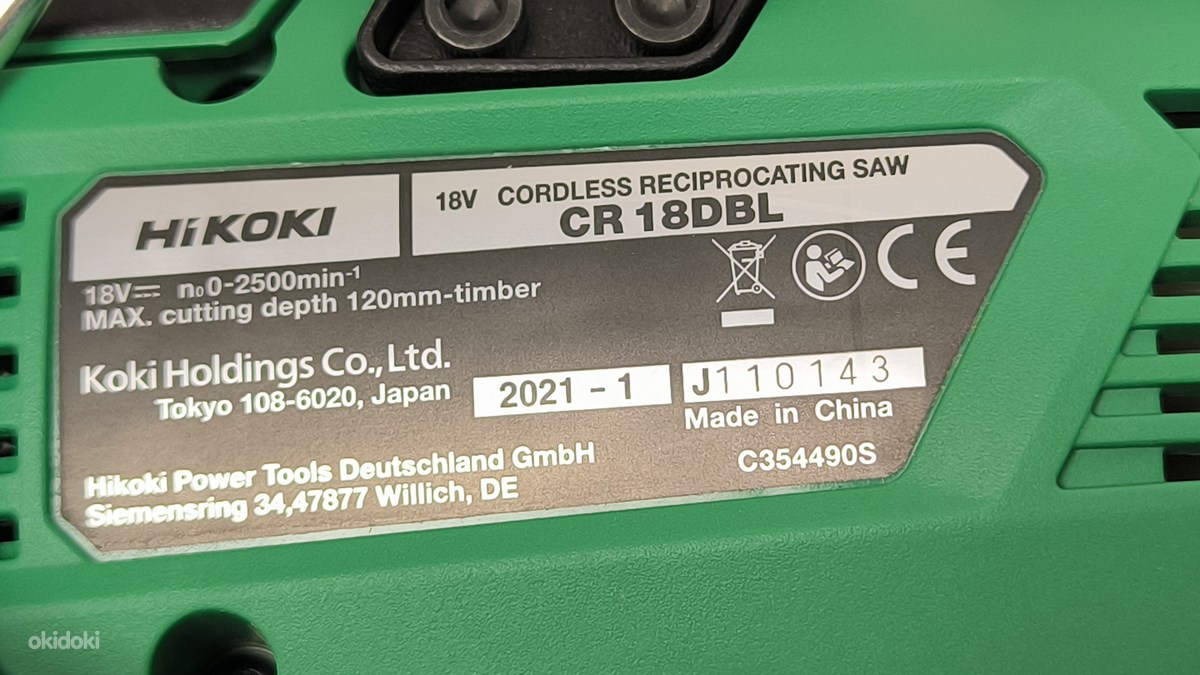 HiKOKI
18V CORDLESS RECIPROCATING SAW
CR 18DBL
18V⎓ n₀0-2500min⁻¹
MAX. cutting depth 120mm-timber
CE
Koki Holdings Co., Ltd.
Tokyo 108-6020, Japan
2021 - 1
J110143
Made in China
C354490S
Hikoki Power Tools Deutschland GmbH
Siemensring 34,47877 Willich, DE
okidoki